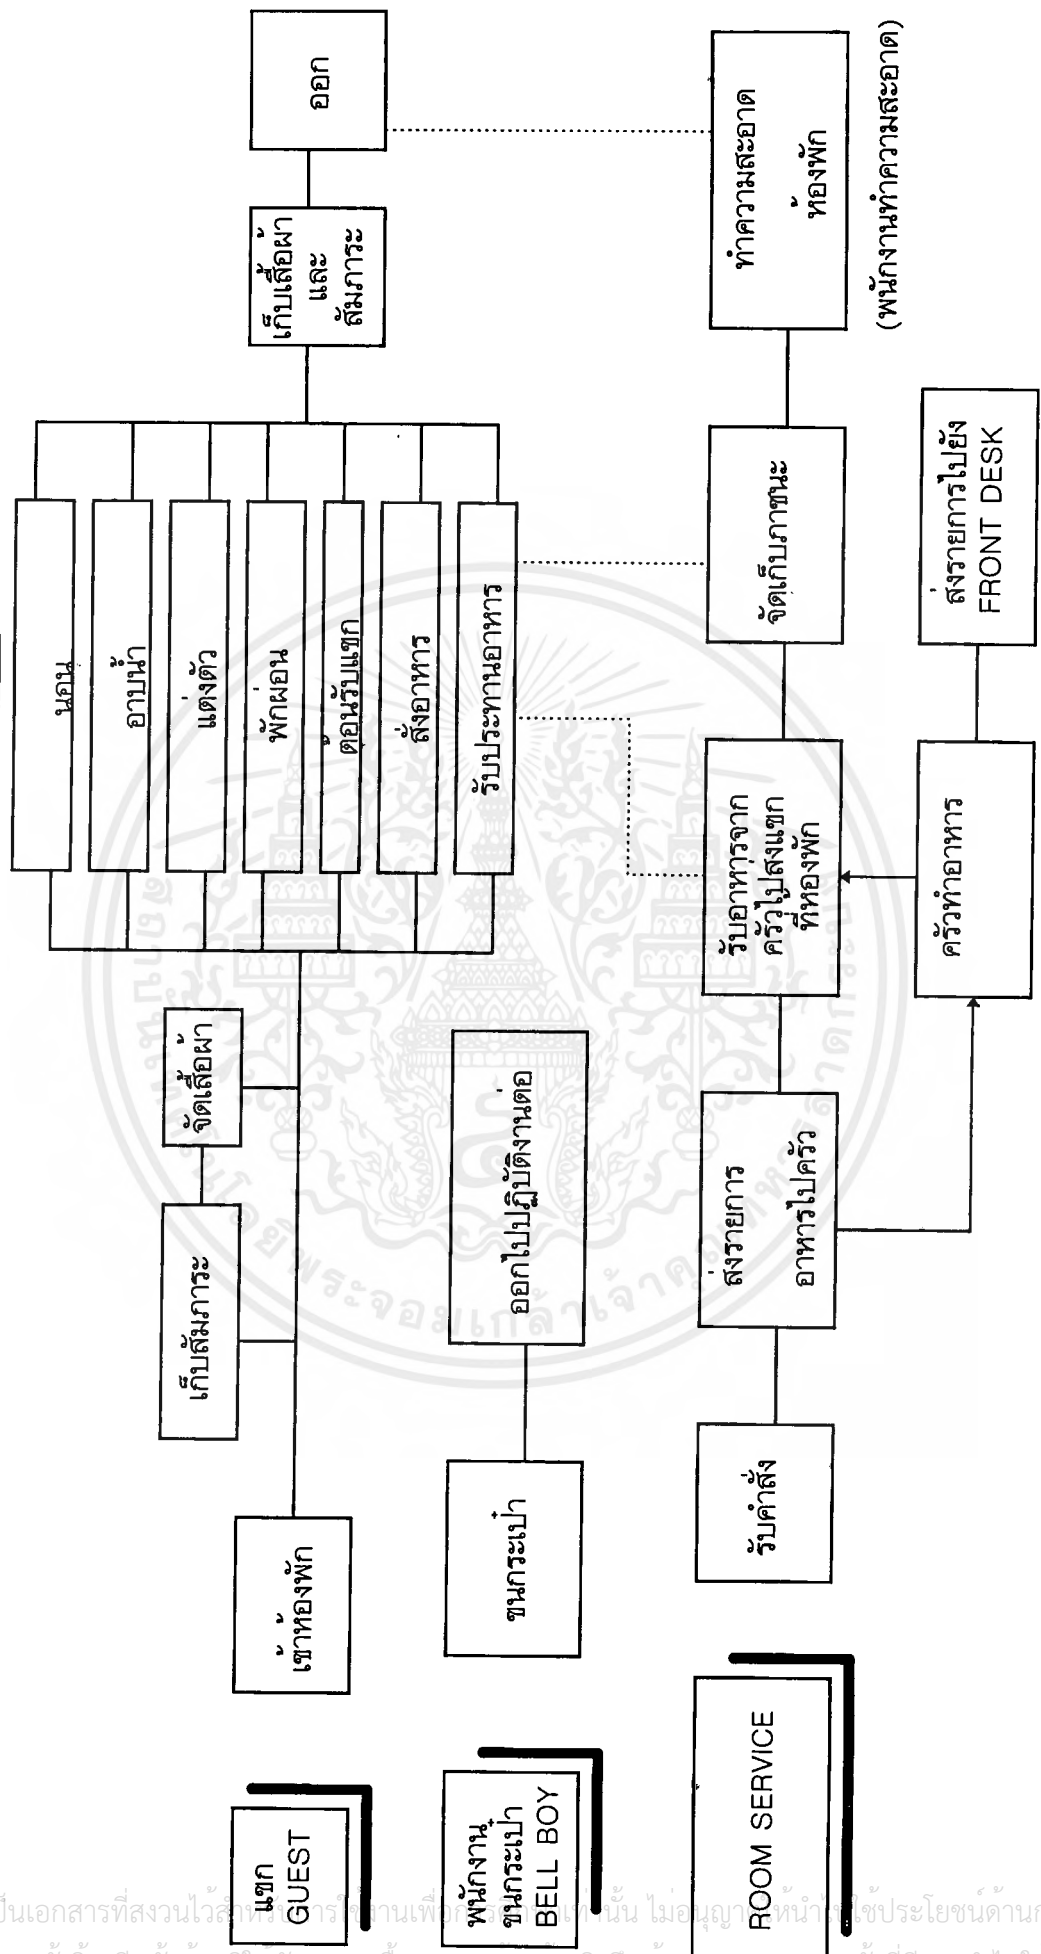 แขก
GUEST
เข้าห้องพัก
เก็บสัมภาระ
จัดเสื้อผ้า
นอน
อาบน้ำ
แต่งตัว
พักผ่อน
ต้อนรับแขก
สั่งอาหาร
รับประทานอาหาร
เก็บเสื้อผ้า
และ
สัมภาระ
ออก
พนักงาน
ขนกระเป๋า
BELL BOY
ขนกระเป๋า
ออกไปปฏิบัติงานต่อ
ROOM SERVICE
รับคำสั่ง
ส่งรายการ
อาหารไปครัว
รับอาหารจาก
ครัวไปส่งแขก
ที่ห้องพัก
จัดเก็บภาชนะ
ทำความสะอาด
ห้องพัก
(พนักงานทำความสะอาด)
ครัวทำอาหาร
ส่งรายการไปยัง
FRONT DESK